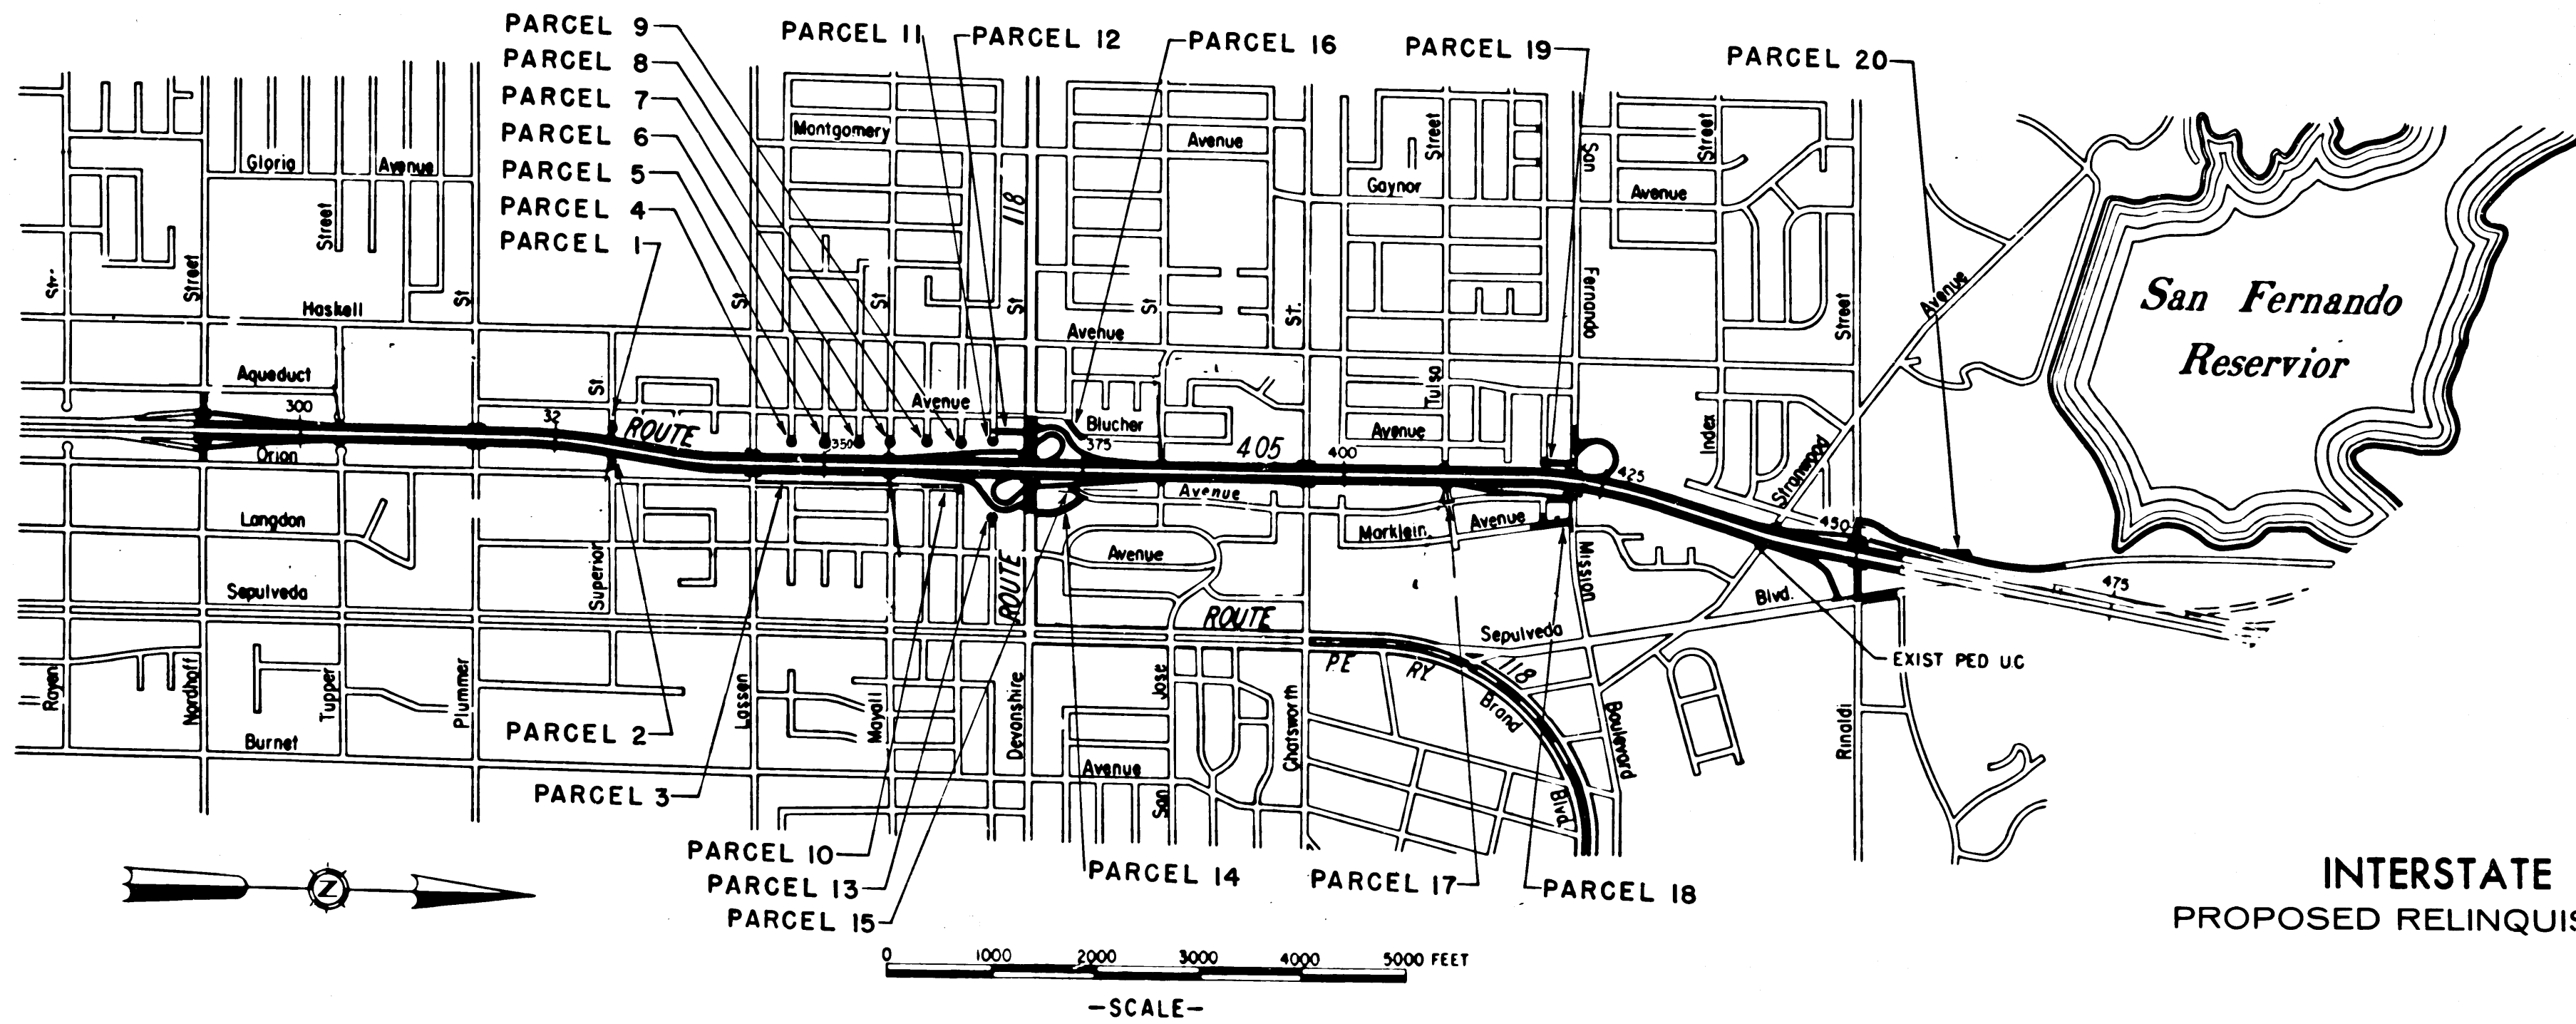 PARCEL 9
PARCEL 8
PARCEL 7
PARCEL 6
PARCEL 5
PARCEL 4
PARCEL 1
PARCEL 11
PARCEL 12
PARCEL 16
PARCEL 19
PARCEL 20
Montgomery
Avenue
Gloria
Avenue
Gaynor
Avenue
Street
Street
San
Fernando
118
Street
Street
St
St
St
St
St
St.
Street
Haskell
Avenue
Avenue
San Fernando
Reservior
Aqueduct
Avenue
Blucher
Avenue
Tulsa
Index
Stranwood
300
32
St.
ROUTE
350
375
405
400
425
450
475
Orion
Avenue
Langdon
Marklein
Avenue
Avenue
Superior
Sepulveda
ROUTE
ROUTE
Mission
Blvd.
Sepulveda
EXIST PED U.C
P.E.
RY
118
Brand
Blvd
Boulevard
Rayen
Nordhoff
Tupper
Plummer
Lassen
Mayall
Devonshire
San
Jose
Chatsworth
Rinaldi
Burnet
Avenue
PARCEL 2
PARCEL 3
PARCEL 10
PARCEL 13
PARCEL 15
PARCEL 14
PARCEL 17
PARCEL 18
N
0 1000 2000 3000 4000 5000 FEET
—SCALE—
INTERSTATE
PROPOSED RELINQUIS